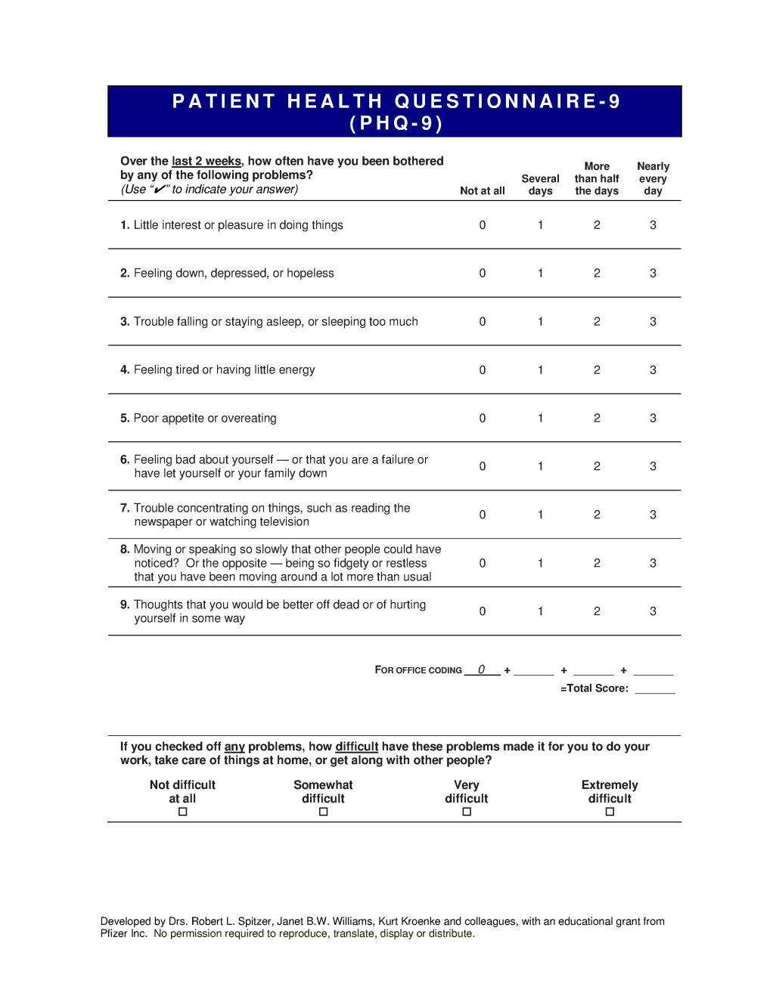 PATIENT HEALTH QUESTIONNAIRE-9
(PHQ-9)
Over the last 2 weeks, how often have you been bothered
by any of the following problems?
(Use “✔” to indicate your answer)
Not at all
Several
days
More
than half
the days
Nearly
every
day
1. Little interest or pleasure in doing things 0 1 2 3
2. Feeling down, depressed, or hopeless 0 1 2 3
3. Trouble falling or staying asleep, or sleeping too much 0 1 2 3
4. Feeling tired or having little energy 0 1 2 3
5. Poor appetite or overeating 0 1 2 3
6. Feeling bad about yourself — or that you are a failure or
have let yourself or your family down 0 1 2 3
7. Trouble concentrating on things, such as reading the
newspaper or watching television 0 1 2 3
8. Moving or speaking so slowly that other people could have
noticed? Or the opposite — being so fidgety or restless
that you have been moving around a lot more than usual 0 1 2 3
9. Thoughts that you would be better off dead or of hurting
yourself in some way 0 1 2 3
FOR OFFICE CODING 0 + ______ + ______ + ______
=Total Score: ______
If you checked off any problems, how difficult have these problems made it for you to do your
work, take care of things at home, or get along with other people?
Not difficult
at all
☐
Somewhat
difficult
☐
Very
difficult
☐
Extremely
difficult
☐
Developed by Drs. Robert L. Spitzer, Janet B.W. Williams, Kurt Kroenke and colleagues, with an educational grant from
Pfizer Inc. No permission required to reproduce, translate, display or distribute.